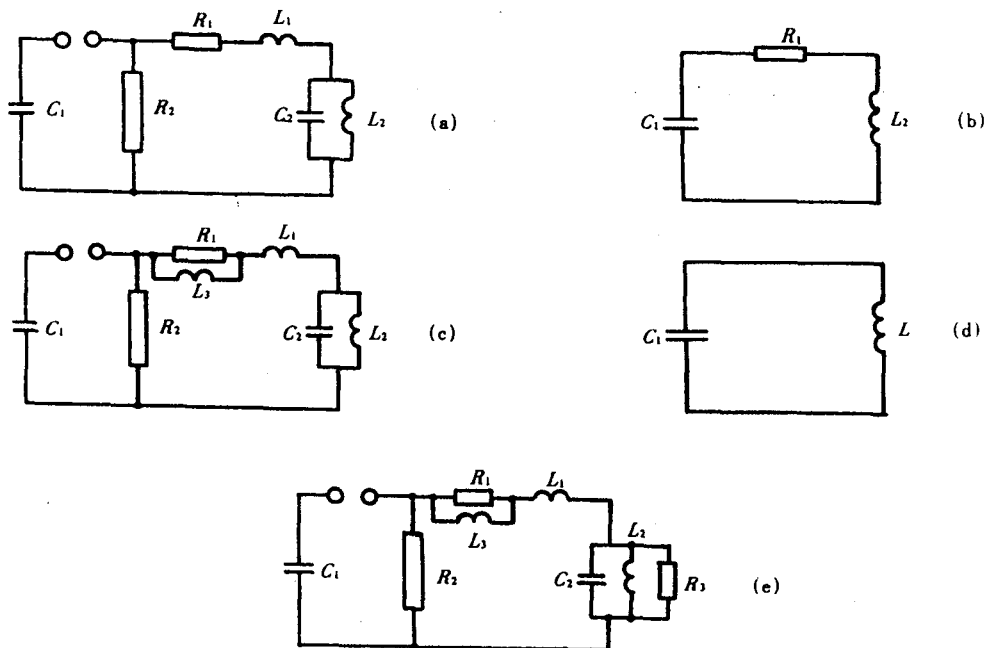 R₁ L₁
C₁ R₂ C₂ L₂ (a)
R₁
C₁ L₂ (b)
R₁ L₁
L₃
C₁ R₂ C₂ L₂ (c)
C₁ L (d)
R₁ L₁
L₃ L₂
C₁ R₂ C₂ R₃ (e)